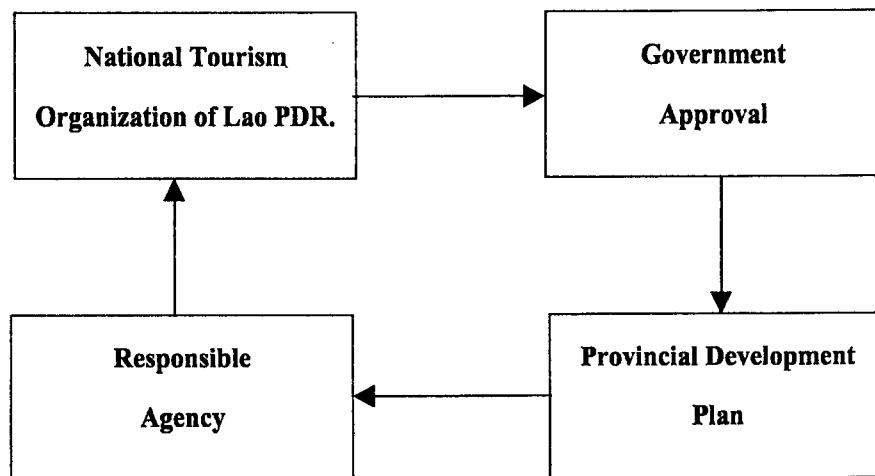 National Tourism
Organization of Lao PDR.
Government
Approval
Responsible
Agency
Provincial Development
Plan